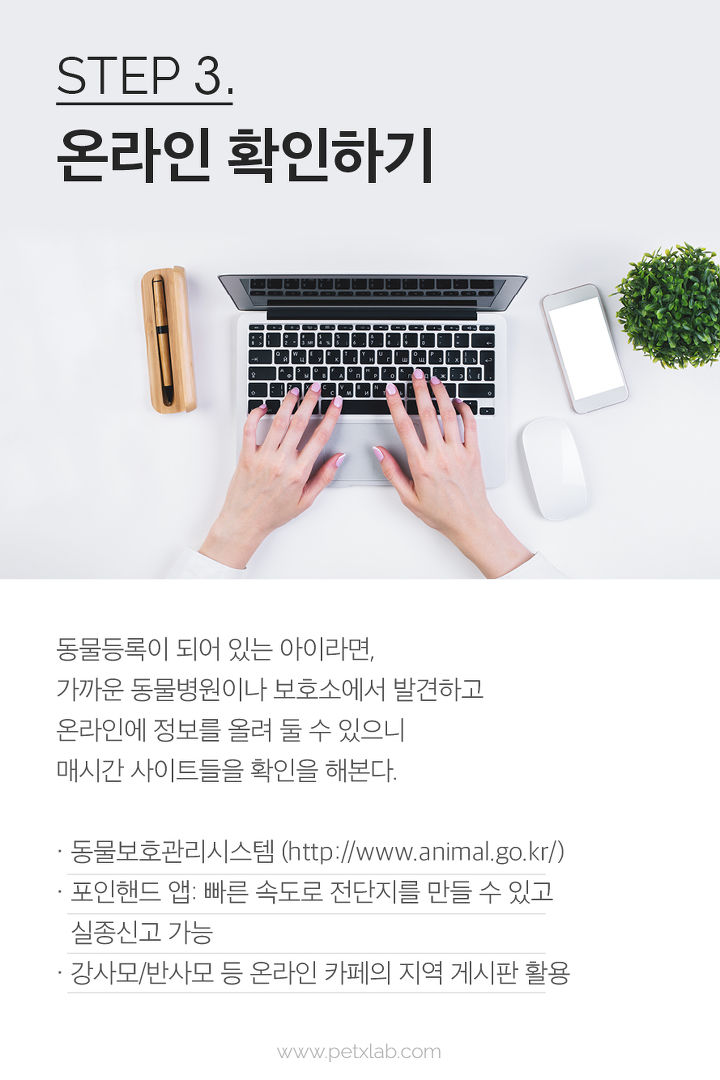 STEP 3.
온라인 확인하기
동물등록이 되어 있는 아이라면,
가까운 동물병원이나 보호소에서 발견하고
온라인에 정보를 올려 둘 수 있으니
매시간 사이트들을 확인을 해본다.
· 동물보호관리시스템 (http://www.animal.go.kr/)
· 포인핸드 앱: 빠른 속도로 전단지를 만들 수 있고
실종신고 가능
· 강사모/반사모 등 온라인 카페의 지역 게시판 활용
www.petxlab.com